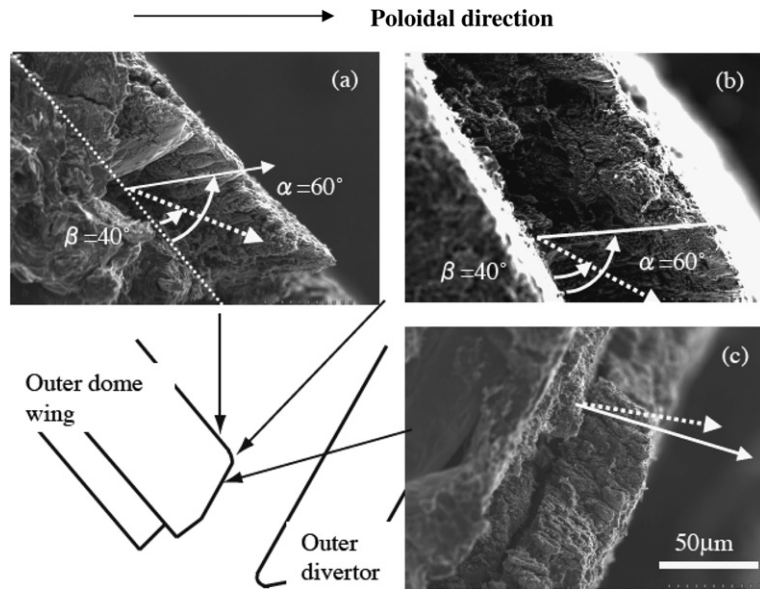 Poloidal direction
(a)
α=60°
β=40°
(b)
β=40°
α=60°
Outer dome
wing
(c)
50μm
Outer
divertor